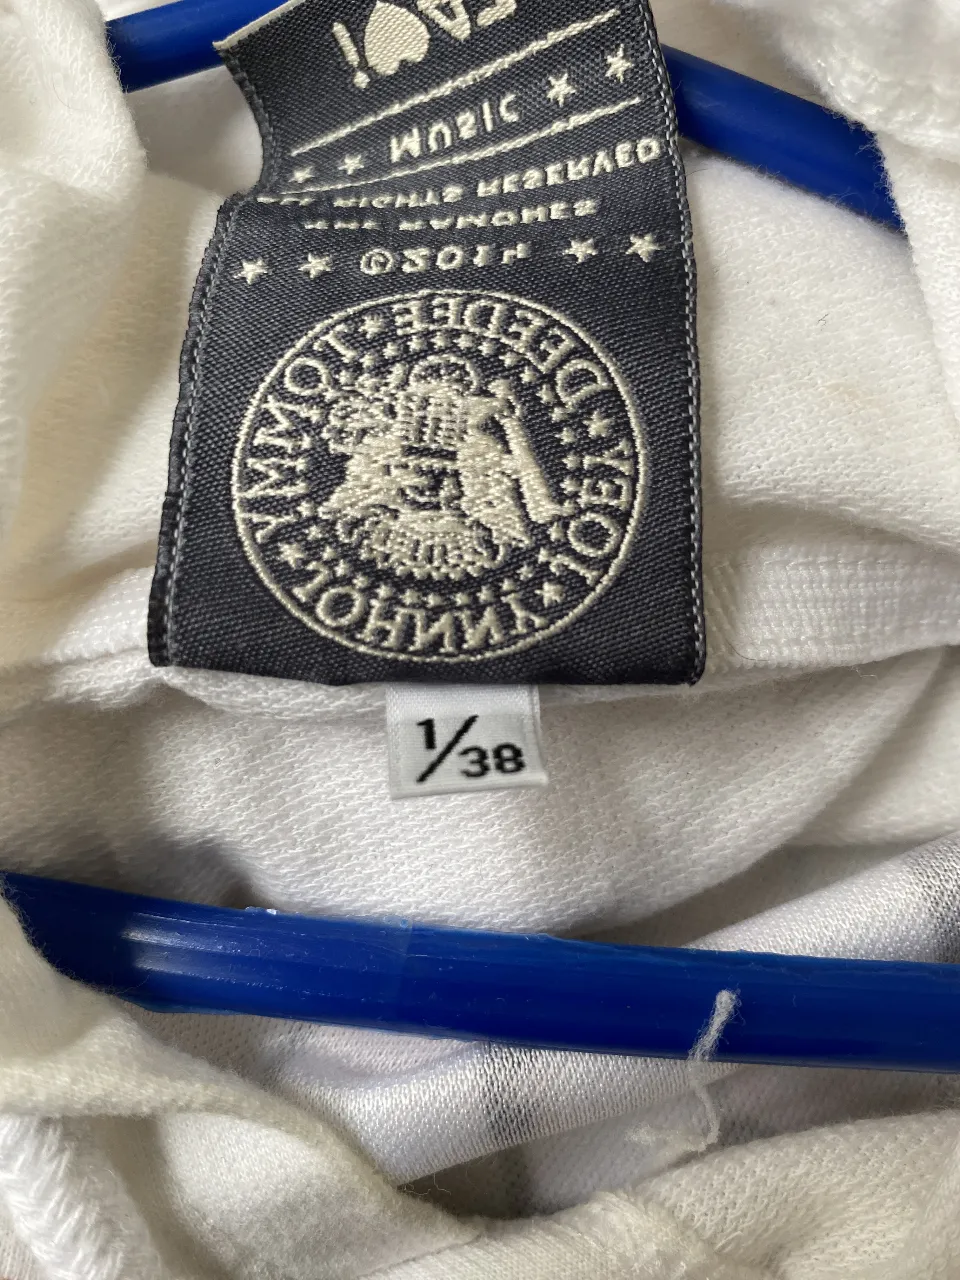 JOHNNY ★ JOEY ★ DEEDEE ★ TOMMY ★
★ ★ ©2014 ★ ★
THE RAMONES
ALL RIGHTS RESERVED
★ ★ MUSIC ★ ★
1/38